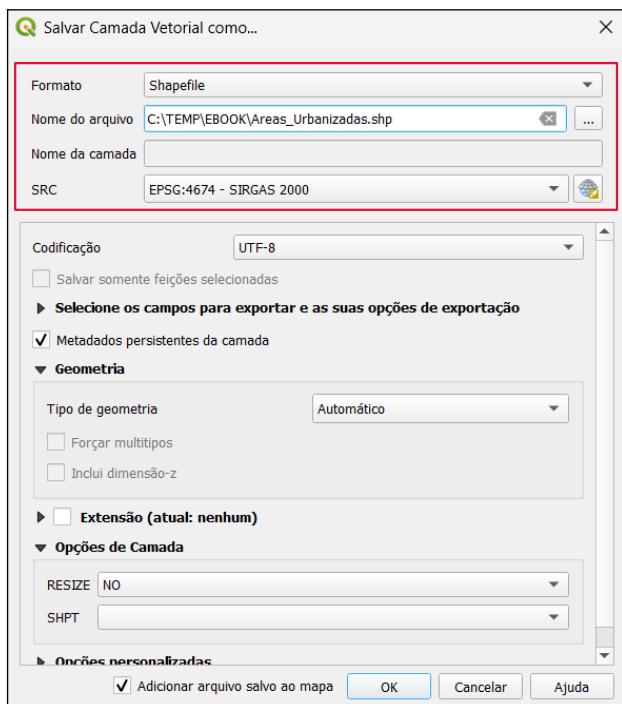 Salvar Camada Vetorial como...
Formato Shapefile
Nome do arquivo C:\TEMP\EBOOK\Areas_Urbanizadas.shp ...
Nome da camada
SRC EPSG:4674 - SIRGAS 2000
Codificação UTF-8
Salvar somente feições selecionadas
Selecione os campos para exportar e as suas opções de exportação
Metadados persistentes da camada
Geometria
Tipo de geometria Automático
Forçar multitipos
Inclui dimensão-z
Extensão (atual: nenhum)
Opções de Camada
RESIZE NO
SHPT
Opções personalizadas
Adicionar arquivo salvo ao mapa OK Cancelar Ajuda